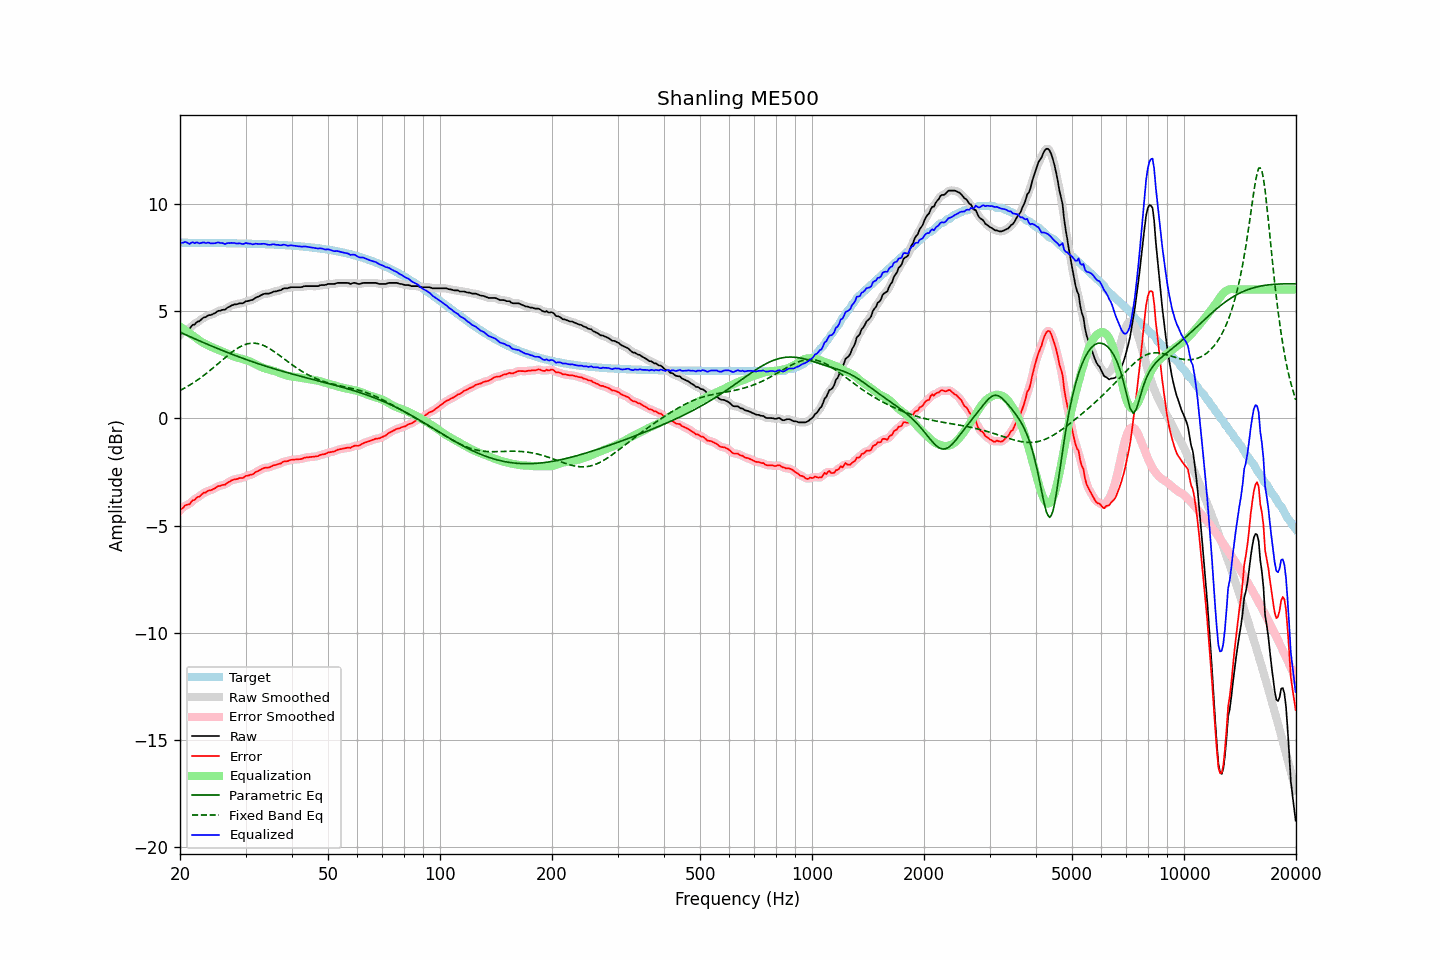 Shanling ME500
Amplitude (dBr)
10
5
0
−5
−10
−15
−20
Target
Raw Smoothed
Error Smoothed
Raw
Error
Equalization
Parametric Eq
Fixed Band Eq
Equalized
20 50 100 200 500 1000 2000 5000 10000 20000
Frequency (Hz)